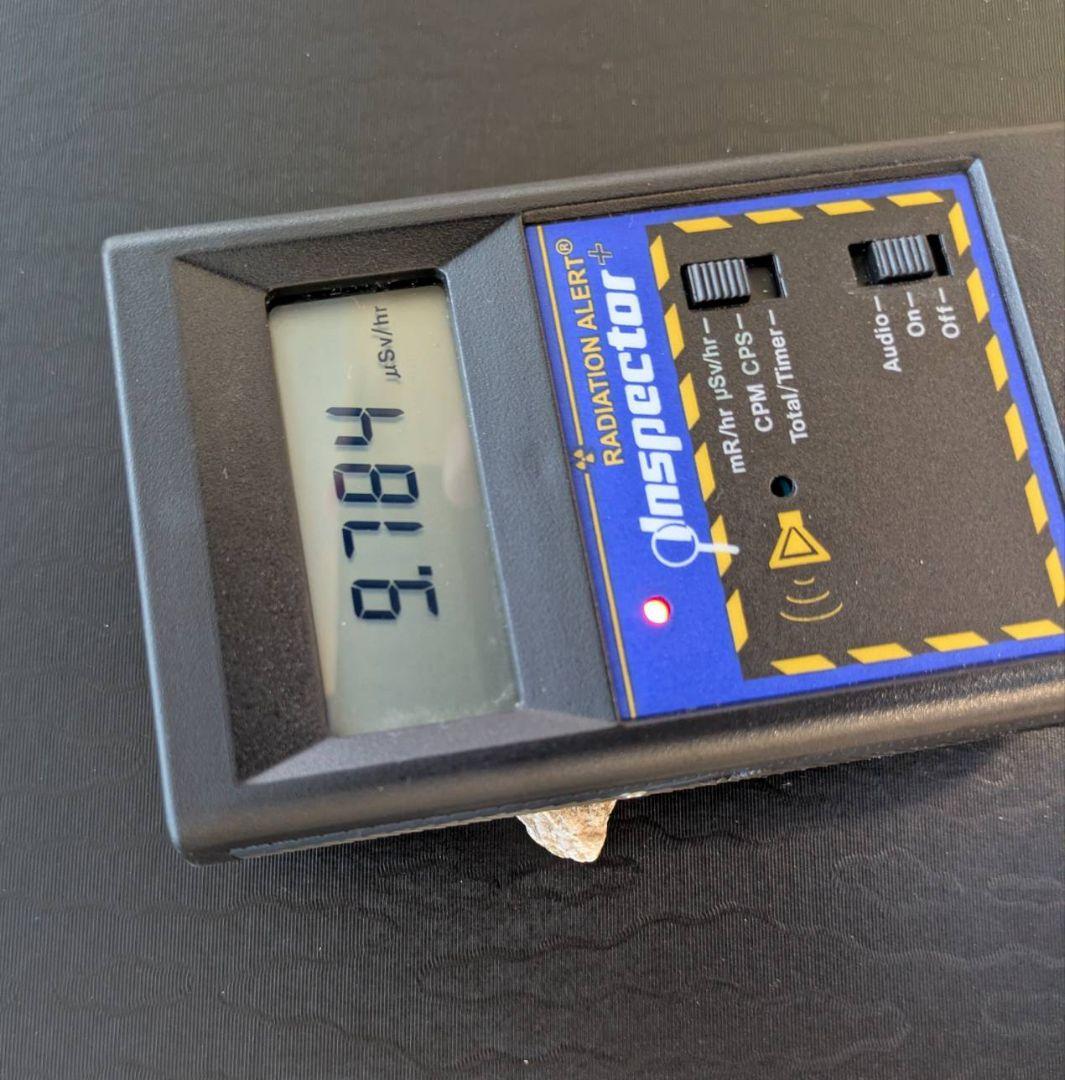 9.784
µSv/hr
RADIATION ALERT®
Inspector+
mR/hr µSv/hr
CPM CPS
Total/Timer
Audio
On
Off